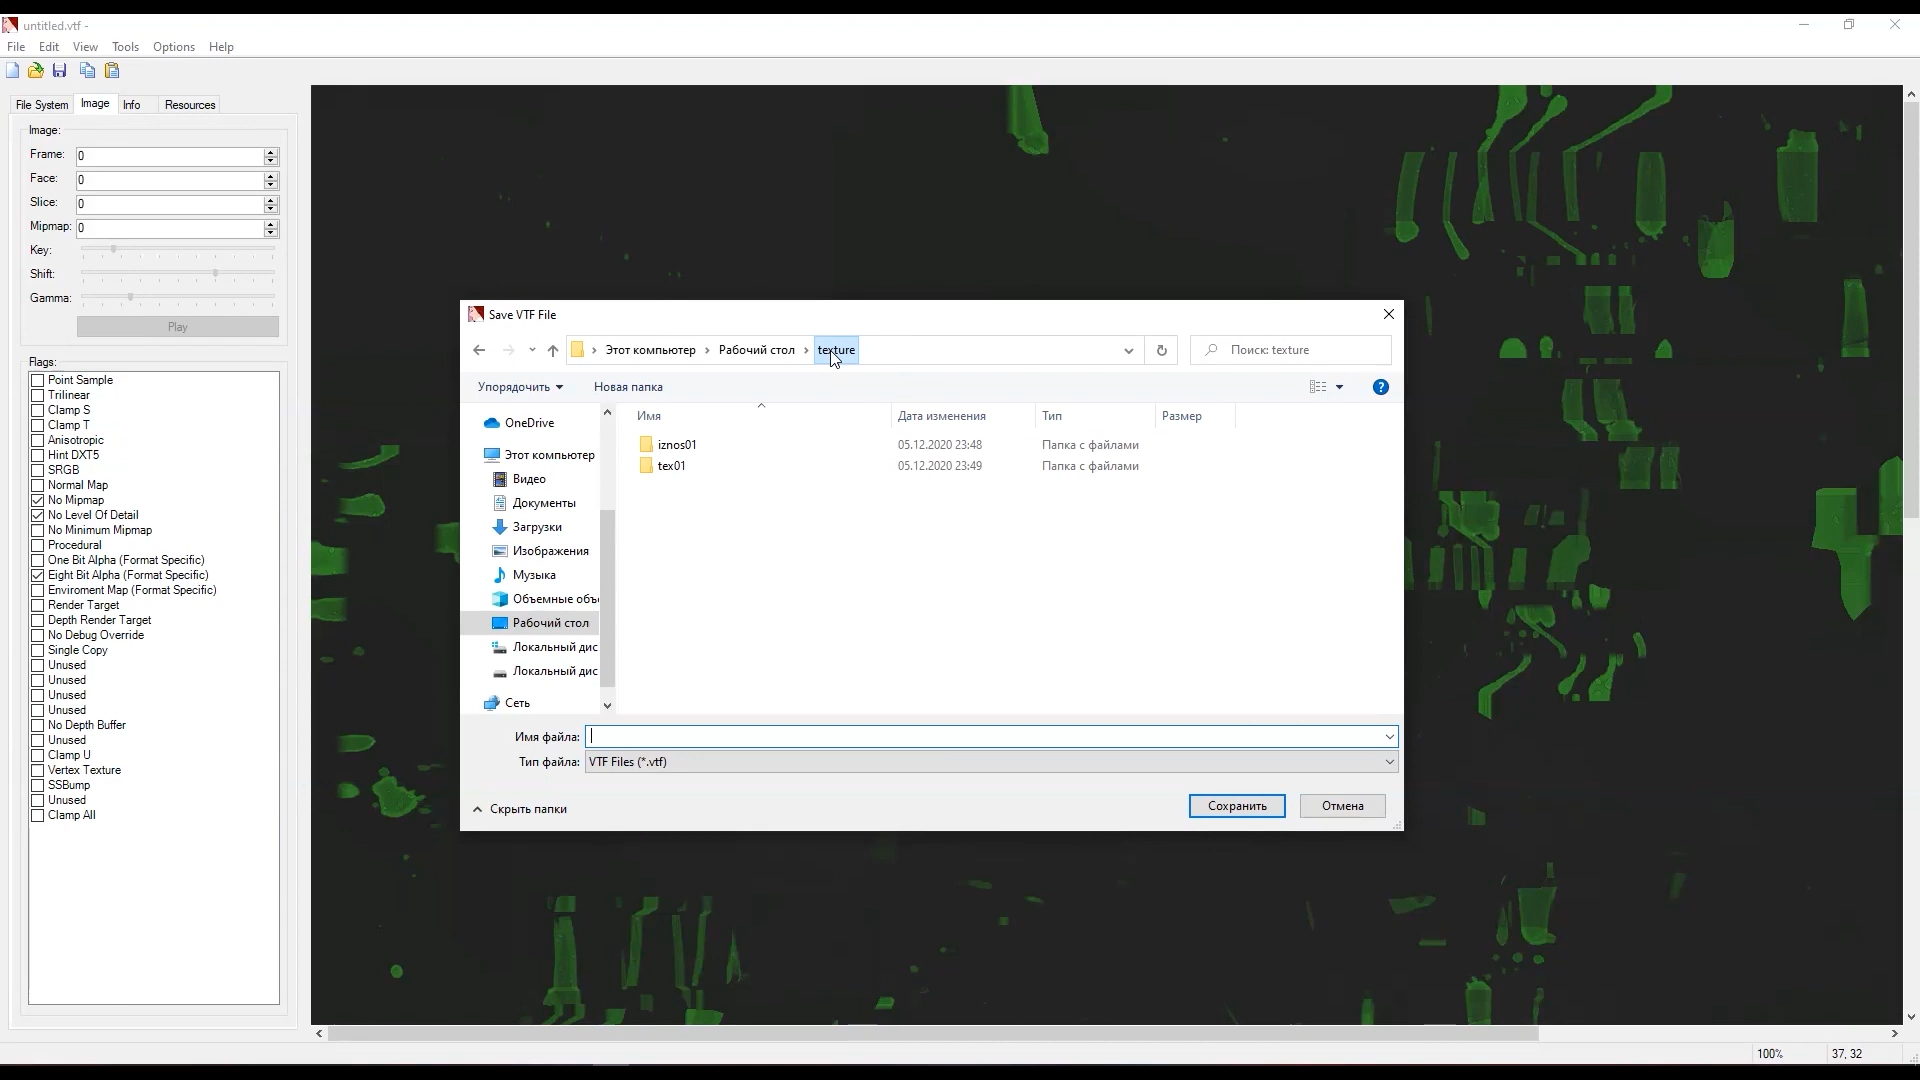 untitled.vtf -
File Edit View Tools Options Help
File System Image Info Resources
Image:
Frame: 0
Face: 0
Slice: 0
Mipmap: 0
Key:
Shift:
Gamma:
Play
Flags:
Point Sample
Trilinear
Clamp S
Clamp T
Anisotropic
Hint DXT5
SRGB
Normal Map
No Mipmap
No Level Of Detail
No Minimum Mipmap
Procedural
One Bit Alpha (Format Specific)
Eight Bit Alpha (Format Specific)
Enviroment Map (Format Specific)
Render Target
Depth Render Target
No Debug Override
Single Copy
Unused
Unused
Unused
Unused
No Depth Buffer
Unused
Clamp U
Vertex Texture
SSBump
Unused
Clamp All
Save VTF File
Этот компьютер Рабочий стол texture
Поиск: texture
Упорядочить Новая папка
OneDrive
Этот компьютер
Видео
Документы
Загрузки
Изображения
Музыка
Объемные объе
Рабочий стол
Локальный дис
Локальный дис
Сеть
Имя Дата изменения Тип Размер
iznos01 05.12.2020 23:48 Папка с файлами
tex01 05.12.2020 23:49 Папка с файлами
Имя файла:
Тип файла: VTF Files (*.vtf)
Скрыть папки
Сохранить Отмена
100% 37, 32